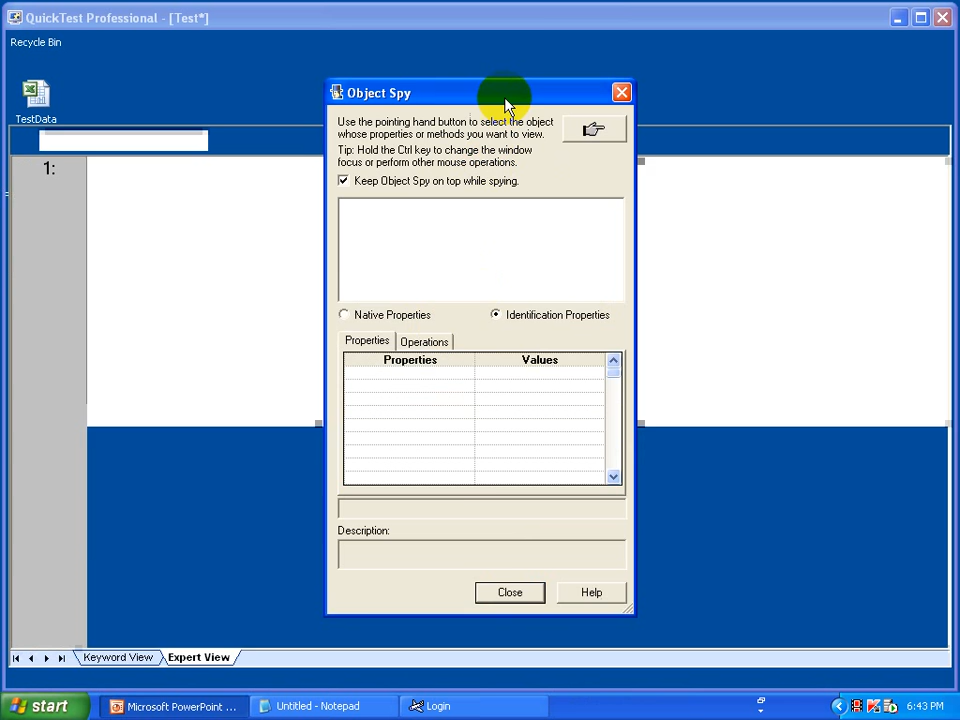 QuickTest Professional - [Test*]
Recycle Bin
TestData
1:
Object Spy
Use the pointing hand button to select the object
whose properties or methods you want to view.
Tip: Hold the Ctrl key to change the window
focus or perform other mouse operations.
Keep Object Spy on top while spying.
Native Properties
Identification Properties
Properties
Operations
Properties
Values
Description:
Close
Help
Keyword View
Expert View
start
Microsoft PowerPoint ...
Untitled - Notepad
Login
6:43 PM